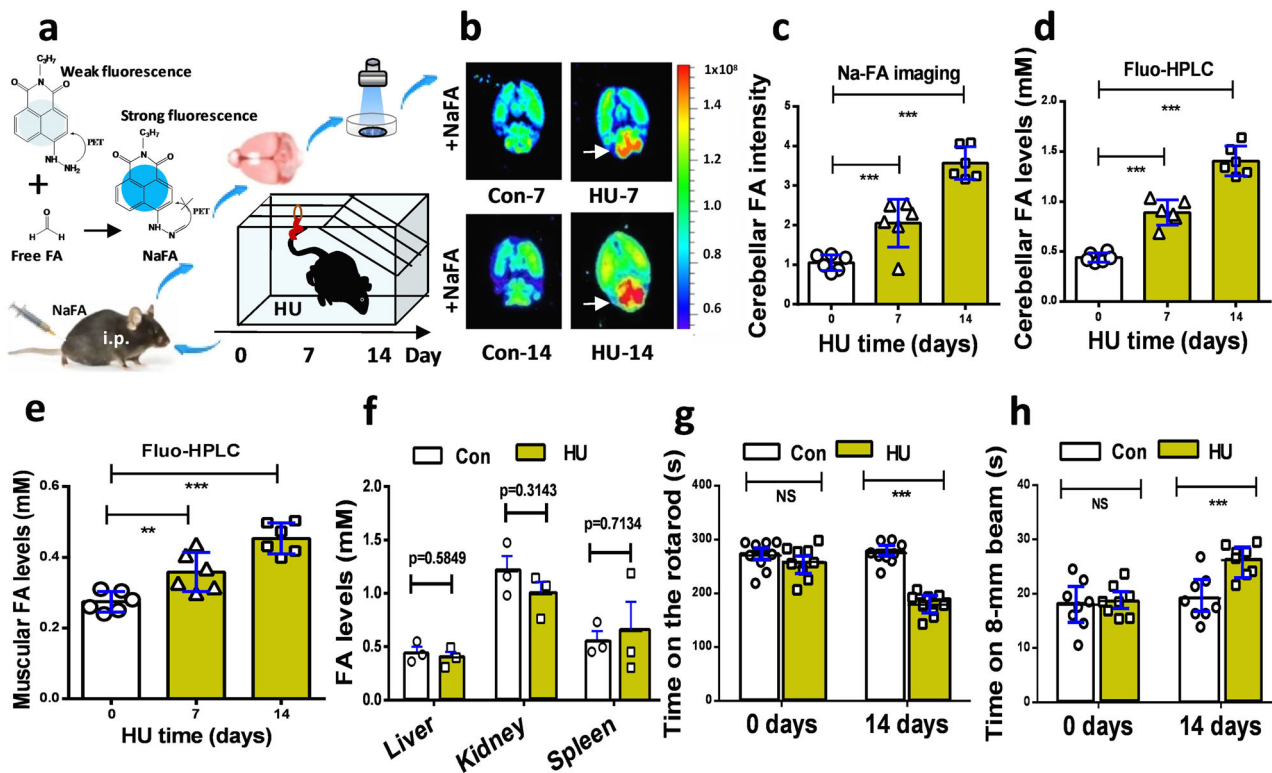 a
C₃H₇
N
O
O
Weak fluorescence
PET
NH
NH₂
+
O
H
H
Free FA
Strong fluorescence
C₃H₇
N
O
O
PET
HN
N
NaFA
NaFA
i.p.
HU
0 7 14 Day
b
+NaFA
Con-7
HU-7
+NaFA
Con-14
HU-14
1x10⁸
1.4
1.2
1.0
0.8
0.6
c
Na-FA imaging
Cerebellar FA intensity
***
***
5
4
3
2
1
0
0 7 14
HU time (days)
d
Fluo-HPLC
Cerebellar FA levels (mM)
***
***
2.0
1.5
1.0
0.5
0.0
0 7 14
HU time (days)
e
Fluo-HPLC
Muscular FA levels (mM)
***
**
0.6
0.4
0.2
0.0
0 7 14
HU time (days)
f
Con HU
FA levels (mM)
p=0.5849
p=0.3143
p=0.7134
2.0
1.5
1.0
0.5
0.0
Liver Kidney Spleen
g
Con HU
Time on the rotarod (s)
NS
***
400
300
200
100
0
0 days 14 days
h
Con HU
Time on 8-mm beam (s)
NS
***
40
30
20
10
0
0 days 14 days